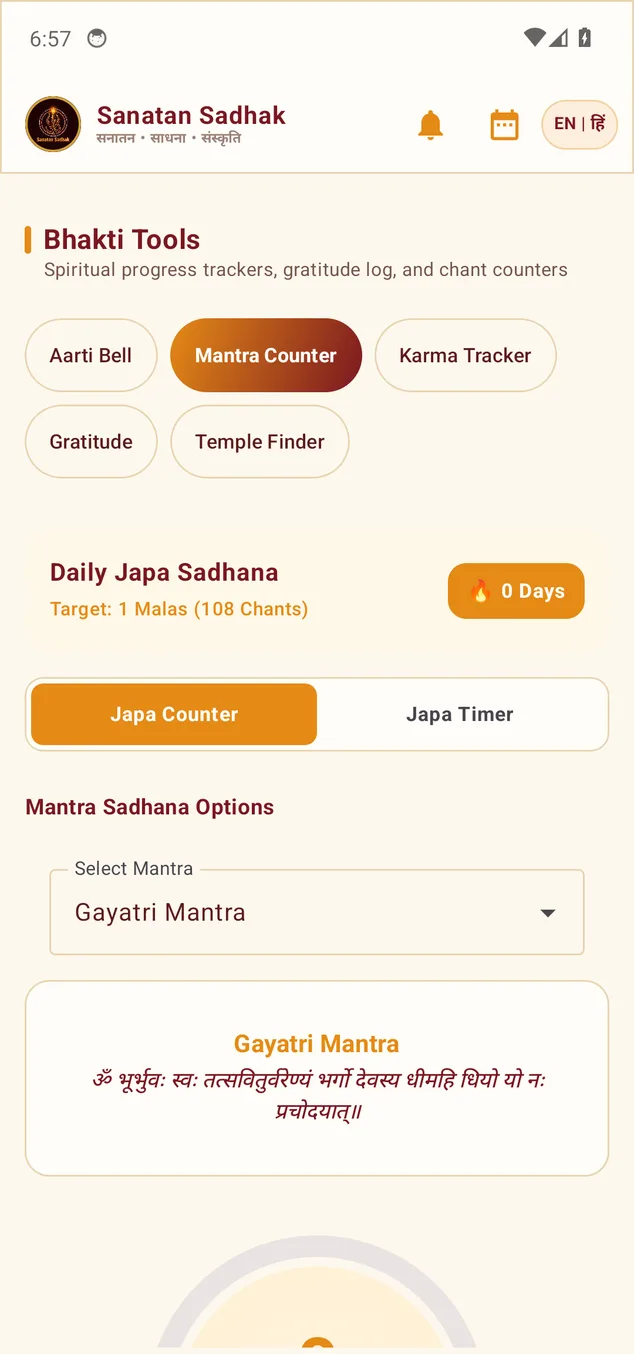 6:57
Sanatan Sadhak
सनातन • साधना • संस्कृति
EN | हिं
Bhakti Tools
Spiritual progress trackers, gratitude log, and chant counters
Aarti Bell
Mantra Counter
Karma Tracker
Gratitude
Temple Finder
Daily Japa Sadhana
Target: 1 Malas (108 Chants)
🔥 0 Days
Japa Counter
Japa Timer
Mantra Sadhana Options
Select Mantra
Gayatri Mantra
Gayatri Mantra
ॐ भूर्भुवः स्वः तत्सवितुर्वरेण्यं भर्गो देवस्य धीमहि धियो यो नः
प्रचोदयात्॥